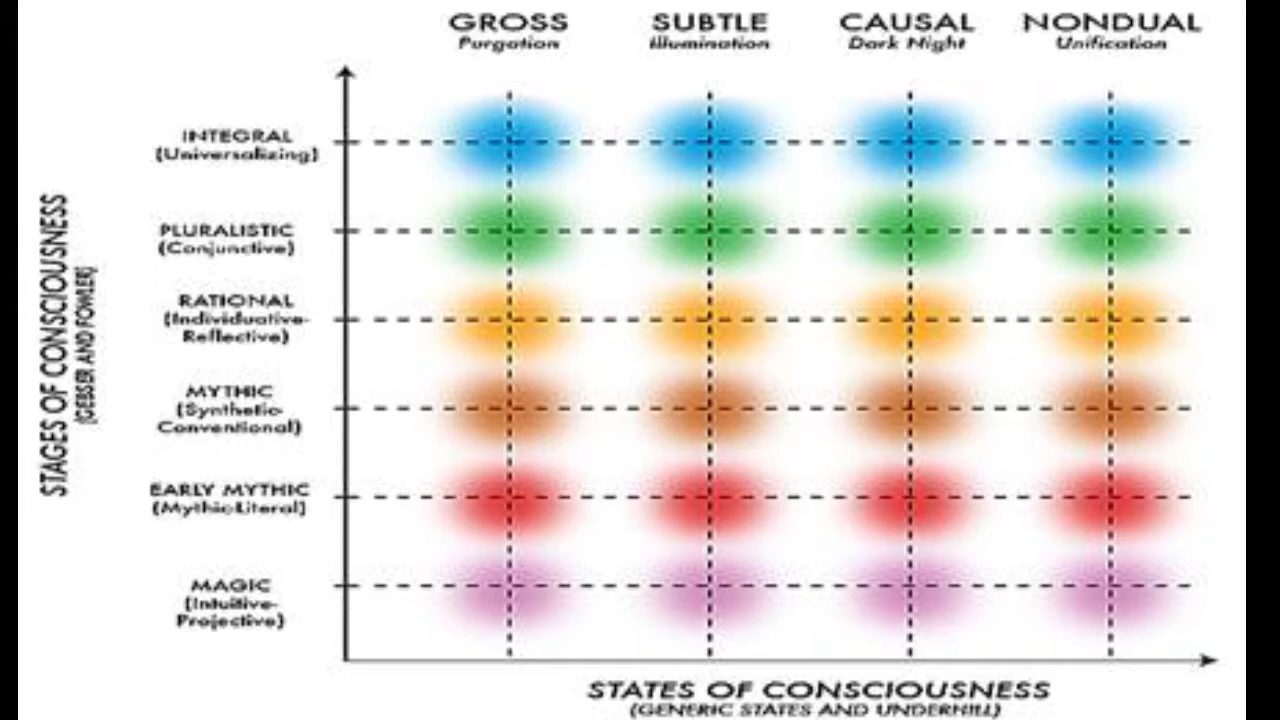 GROSS
Purgation
SUBTLE
Illumination
CAUSAL
Dark Night
NONDUAL
Unification
INTEGRAL
(Universalizing)
PLURALISTIC
(Conjunctive)
RATIONAL
(Individuative-
Reflective)
MYTHIC
(Synthetic-
Conventional)
EARLY MYTHIC
(Mythic-Literal)
MAGIC
(Intuitive-
Projective)
STAGES OF CONSCIOUSNESS
(GEBSER AND FOWLER)
STATES OF CONSCIOUSNESS
(GENERIC STATES AND UNDERHILL)